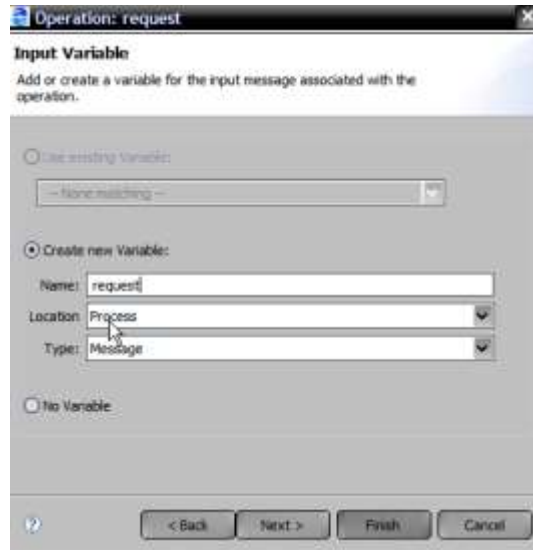 Operation: request
Input Variable
Add or create a variable for the input message associated with the
operation.
Use existing Variable:
-- None matching --
Create new Variable:
Name: request
Location Process
Type: Message
No Variable
< Back Next > Finish Cancel